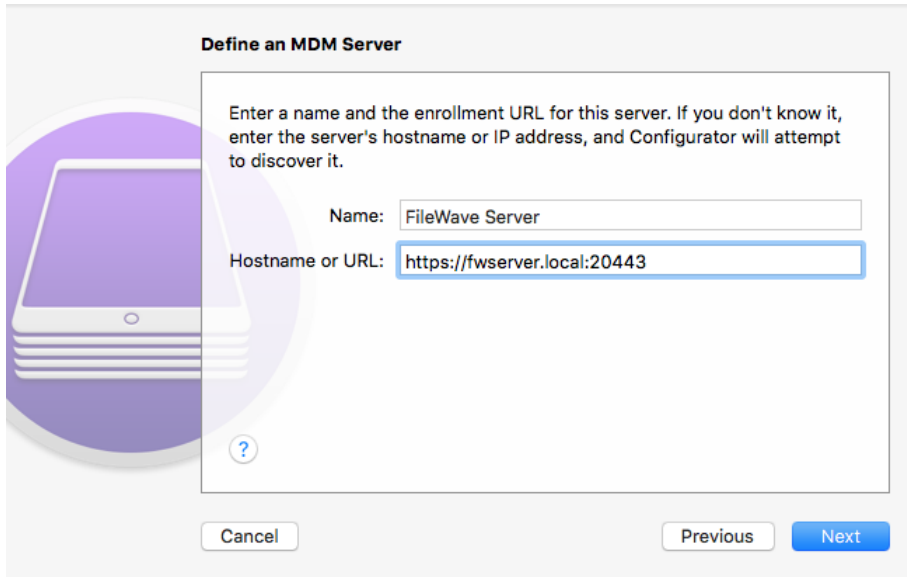 Define an MDM Server
Enter a name and the enrollment URL for this server. If you don't know it,
enter the server's hostname or IP address, and Configurator will attempt
to discover it.
Name: FileWave Server
Hostname or URL: https://fwserver.local:20443
?
Cancel Previous Next